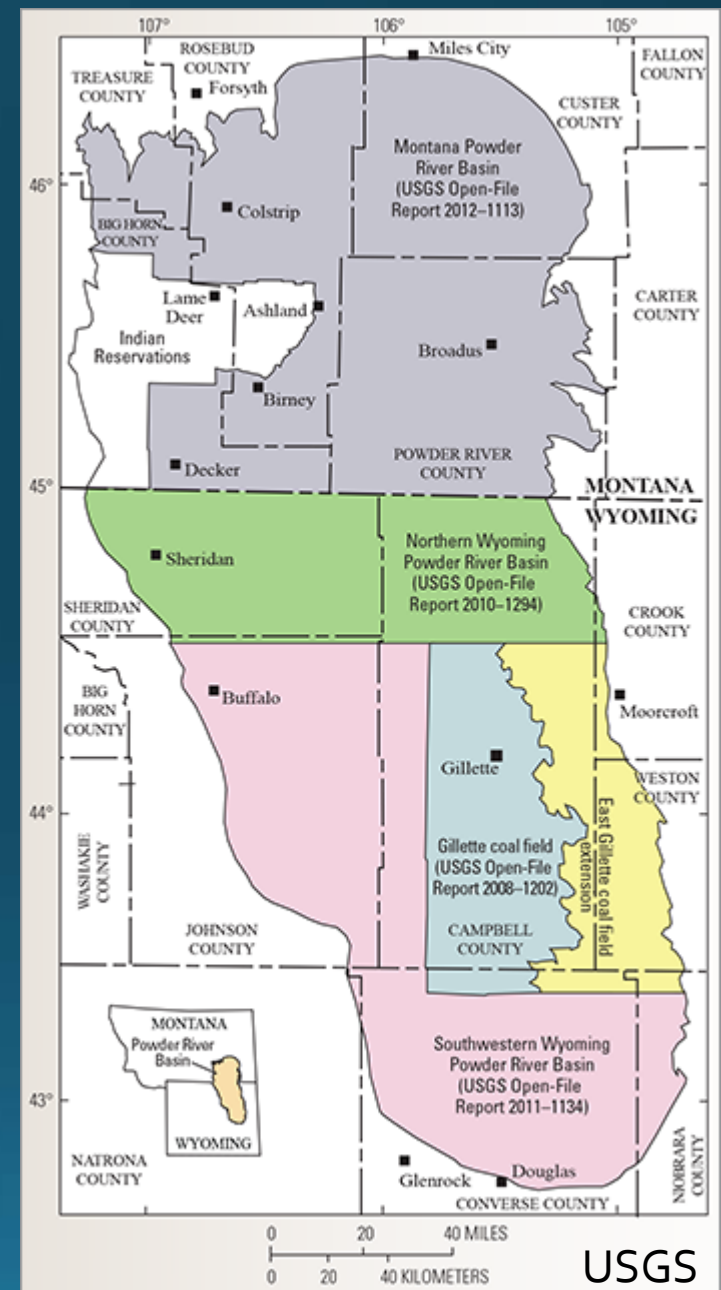 107°
106°
105°
ROSEBUD
COUNTY
Miles City
FALLON
COUNTY
TREASURE
COUNTY
Forsyth
CUSTER
COUNTY
Montana Powder
River Basin
(USGS Open-File
Report 2012–1113)
46°
Colstrip
BIG HORN
COUNTY
Lame
Deer
Ashland
CARTER
COUNTY
Indian
Reservations
Broadus
Birney
POWDER RIVER
COUNTY
Decker
45°
MONTANA
WYOMING
Northern Wyoming
Powder River Basin
(USGS Open-File
Report 2010–1294)
Sheridan
SHERIDAN
COUNTY
CROOK
COUNTY
BIG
HORN
COUNTY
Buffalo
Moorcroft
Gillette
WESTON
COUNTY
44°
WASHAKIE
COUNTY
Gillette coal field
(USGS Open-File
Report 2008–1202)
East Gillette coal field
extension
JOHNSON
COUNTY
CAMPBELL
COUNTY
MONTANA
Powder River
Basin
WYOMING
Southwestern Wyoming
Powder River Basin
(USGS Open-File
Report 2011–1134)
43°
NATRONA
COUNTY
Glenrock
Douglas
NIOBRARA
COUNTY
CONVERSE COUNTY
0 20 40 MILES
0 20 40 KILOMETERS
USGS